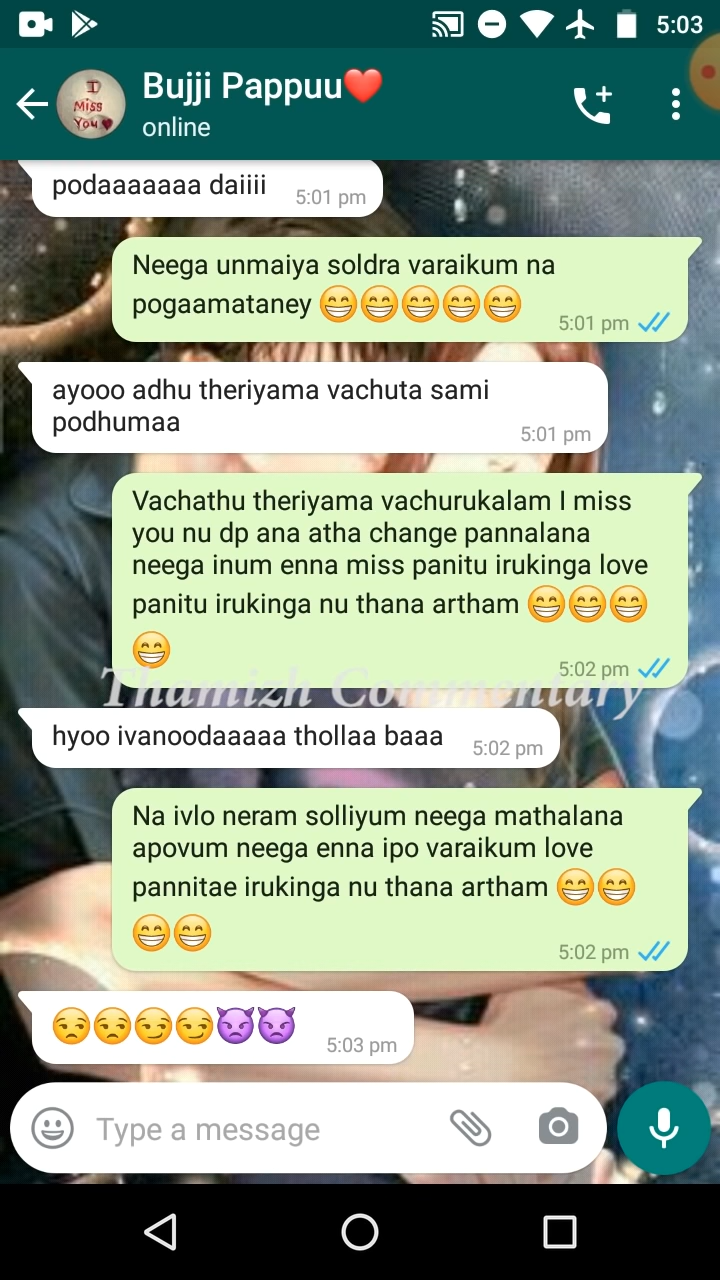 5:03
I
Miss
You
Bujji Pappuu❤️
online
podaaaaaaa daiiii
5:01 pm
Neega unmaiya soldra varaikum na
pogaamataney 😁😁😁😁😁
5:01 pm
ayooo adhu theriyama vachuta sami
podhumaa
5:01 pm
Vachathu theriyama vachurukalam I miss
you nu dp ana atha change pannalana
neega inum enna miss panitu irukinga love
panitu irukinga nu thana artham 😁😁😁
😁
5:02 pm
Thamizh Commentary
hyoo ivanoodaaaaa thollaa baaa
5:02 pm
Na ivlo neram solliyum neega mathalana
apovum neega enna ipo varaikum love
pannitae irukinga nu thana artham 😁😁
😁😁
5:02 pm
😒😒😏😏👿👿
5:03 pm
Type a message